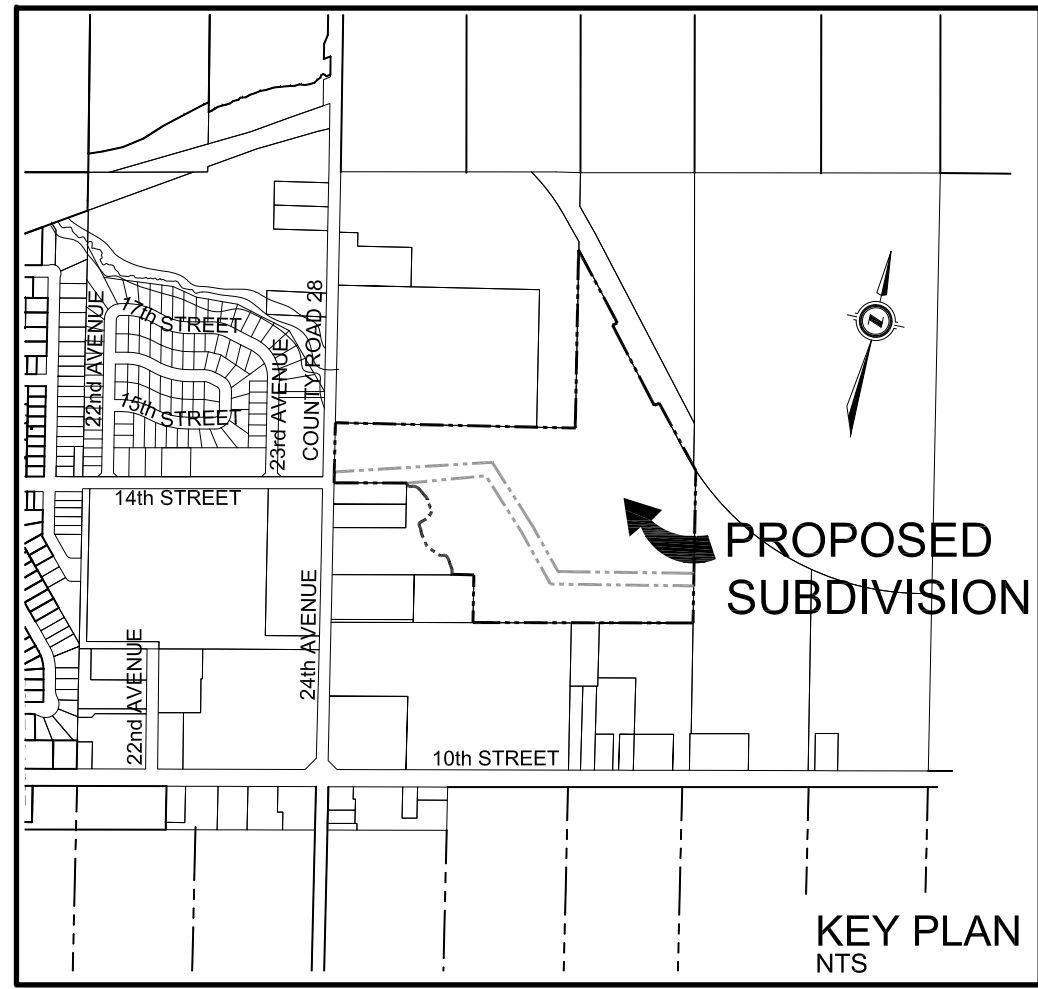 17th STREET
22nd AVENUE
15th STREET
23rd AVENUE
COUNTY ROAD 28
14th STREET
PROPOSED
SUBDIVISION
24th AVENUE
22nd AVENUE
10th STREET
KEY PLAN
NTS